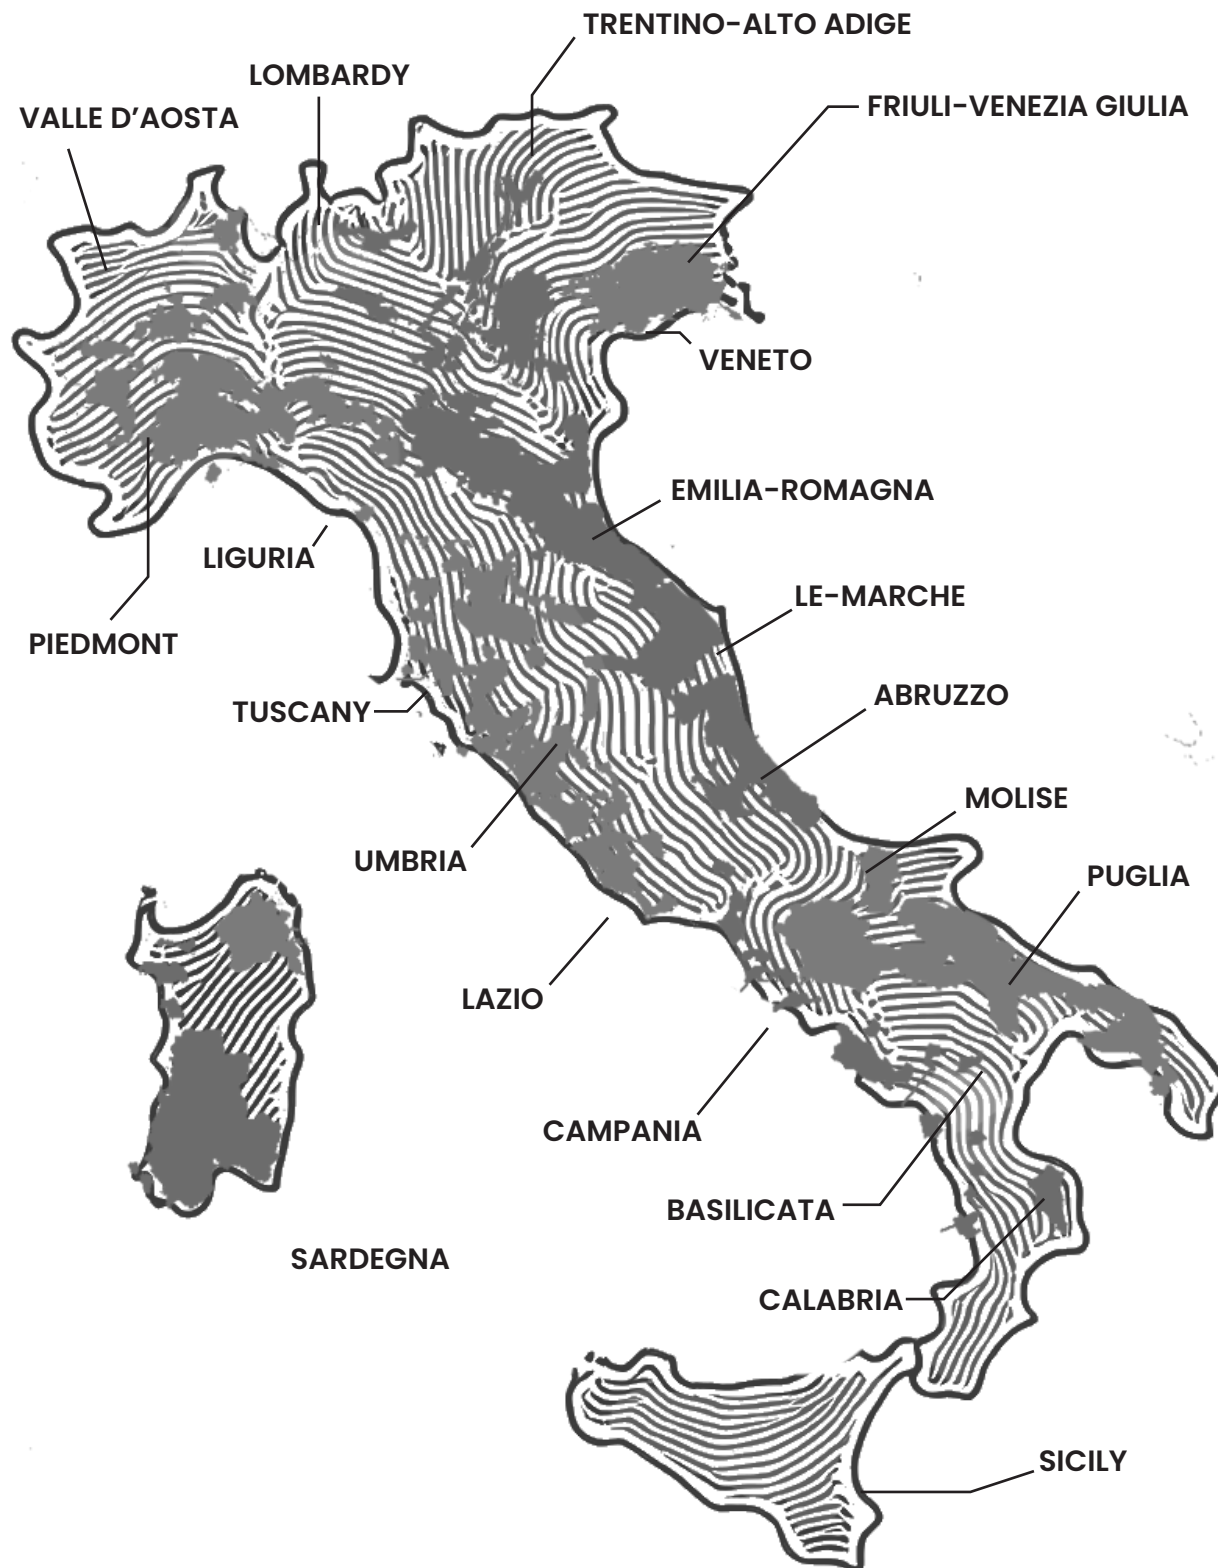 TRENTINO-ALTO ADIGE
LOMBARDY
FRIULI-VENEZIA GIULIA
VALLE D'AOSTA
VENETO
EMILIA-ROMAGNA
LIGURIA
LE-MARCHE
PIEDMONT
ABRUZZO
TUSCANY
MOLISE
UMBRIA
PUGLIA
LAZIO
CAMPANIA
BASILICATA
SARDEGNA
CALABRIA
SICILY